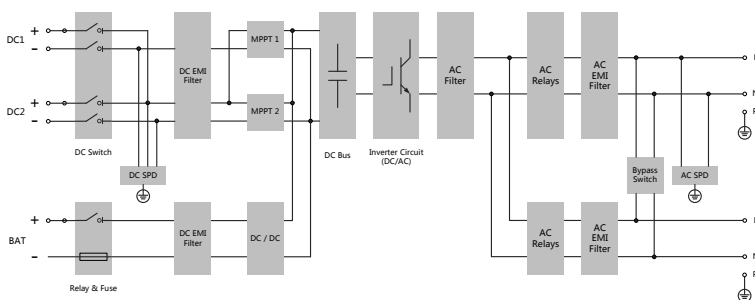 DC1
+
-
DC2
+
-
DC Switch
DC SPD
DC EMI
Filter
MPPT 1
MPPT 2
DC Bus
Inverter Circuit
(DC/AC)
AC
Filter
AC
Relays
AC
EMI
Filter
N
Bypass
Switch
AC SPD
BAT
+
-
Relay & Fuse
DC EMI
Filter
DC / DC
AC
Relays
AC
EMI
Filter
N